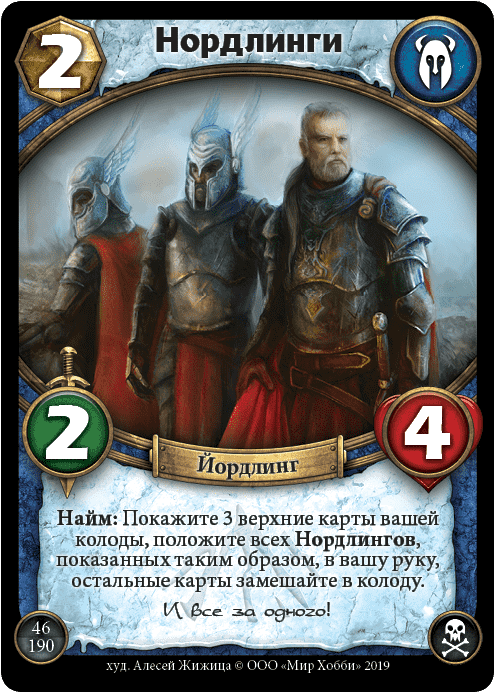 2
Нордлинги
2
Йордлинг
4
Найм: Покажите 3 верхние карты вашей
колоды, положите всех Нордлингов,
показанных таким образом, в вашу руку,
остальные карты замешайте в колоду.
И все за одного!
46
190
худ. Алесей Жижица © ООО «Мир Хобби» 2019